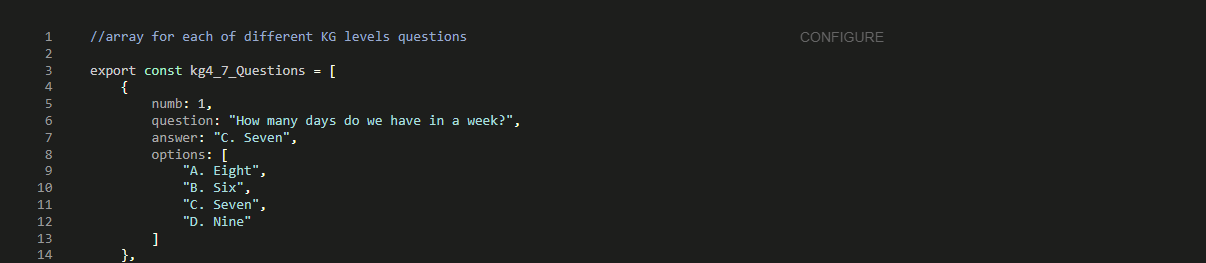 1 //array for each of different KG levels questions CONFIGURE
2
3 export const kg4_7_Questions = [
4 {
5 numb: 1,
6 question: "How many days do we have in a week?",
7 answer: "C. Seven",
8 options: [
9 "A. Eight",
10 "B. Six",
11 "C. Seven",
12 "D. Nine"
13 ]
14 },